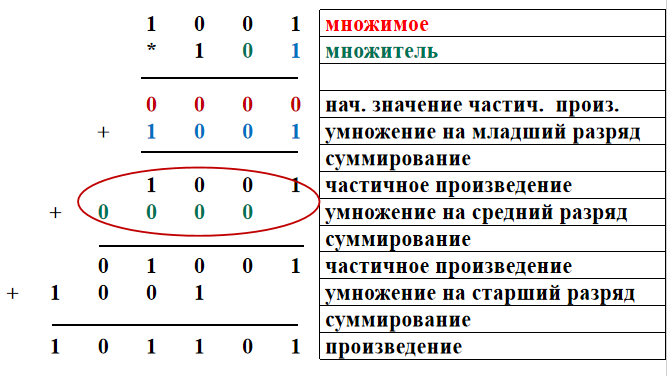 1 0 0 1 множимое
* 1 0 1 множитель
0 0 0 0 нач. значение частич. произ.
+ 1 0 0 1 умножение на младший разряд
суммирование
1 0 0 1 частичное произведение
+ 0 0 0 0 умножение на средний разряд
суммирование
0 1 0 0 1 частичное произведение
+ 1 0 0 1 умножение на старший разряд
суммирование
1 0 1 1 0 1 произведение